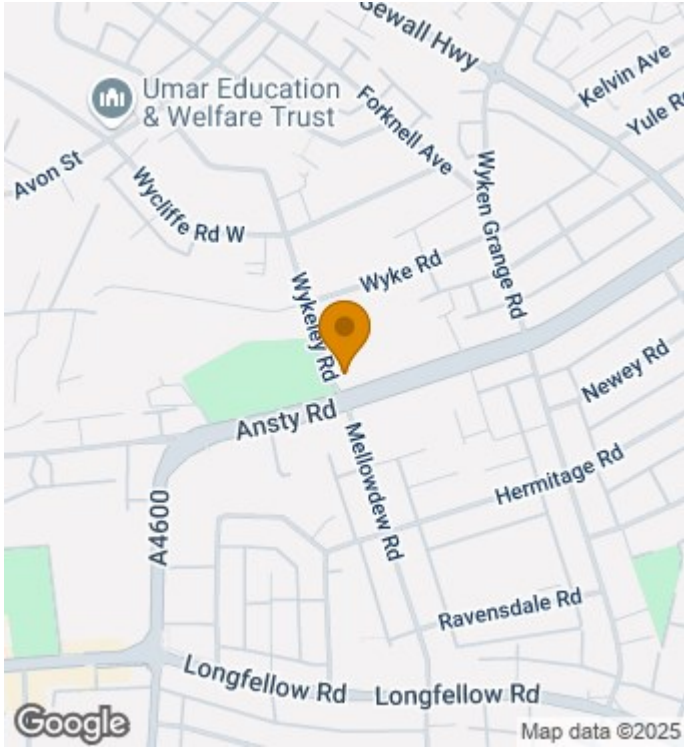 Sewall Hwy
Kelvin Ave
Umar Education
& Welfare Trust
Forknell Ave
Yule Rd
Avon St
Wycliffe Rd W
Wyken Grange Rd
Wyke Rd
Wykeley Rd
Newey Rd
Ansty Rd
Mellowdew Rd
Hermitage Rd
A4600
Ravensdale Rd
Longfellow Rd
Longfellow Rd
Google
Map data ©2025